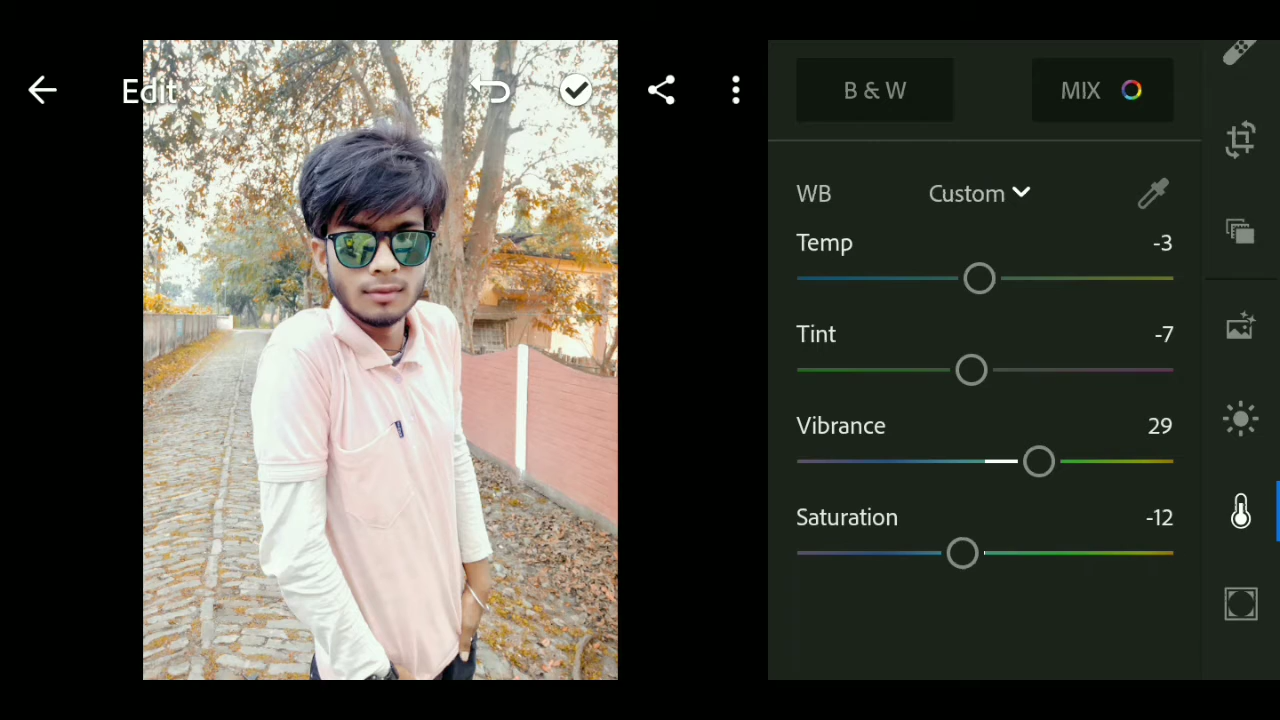 Edit
B & W
MIX
WB
Custom
Temp
-3
Tint
-7
Vibrance
29
Saturation
-12